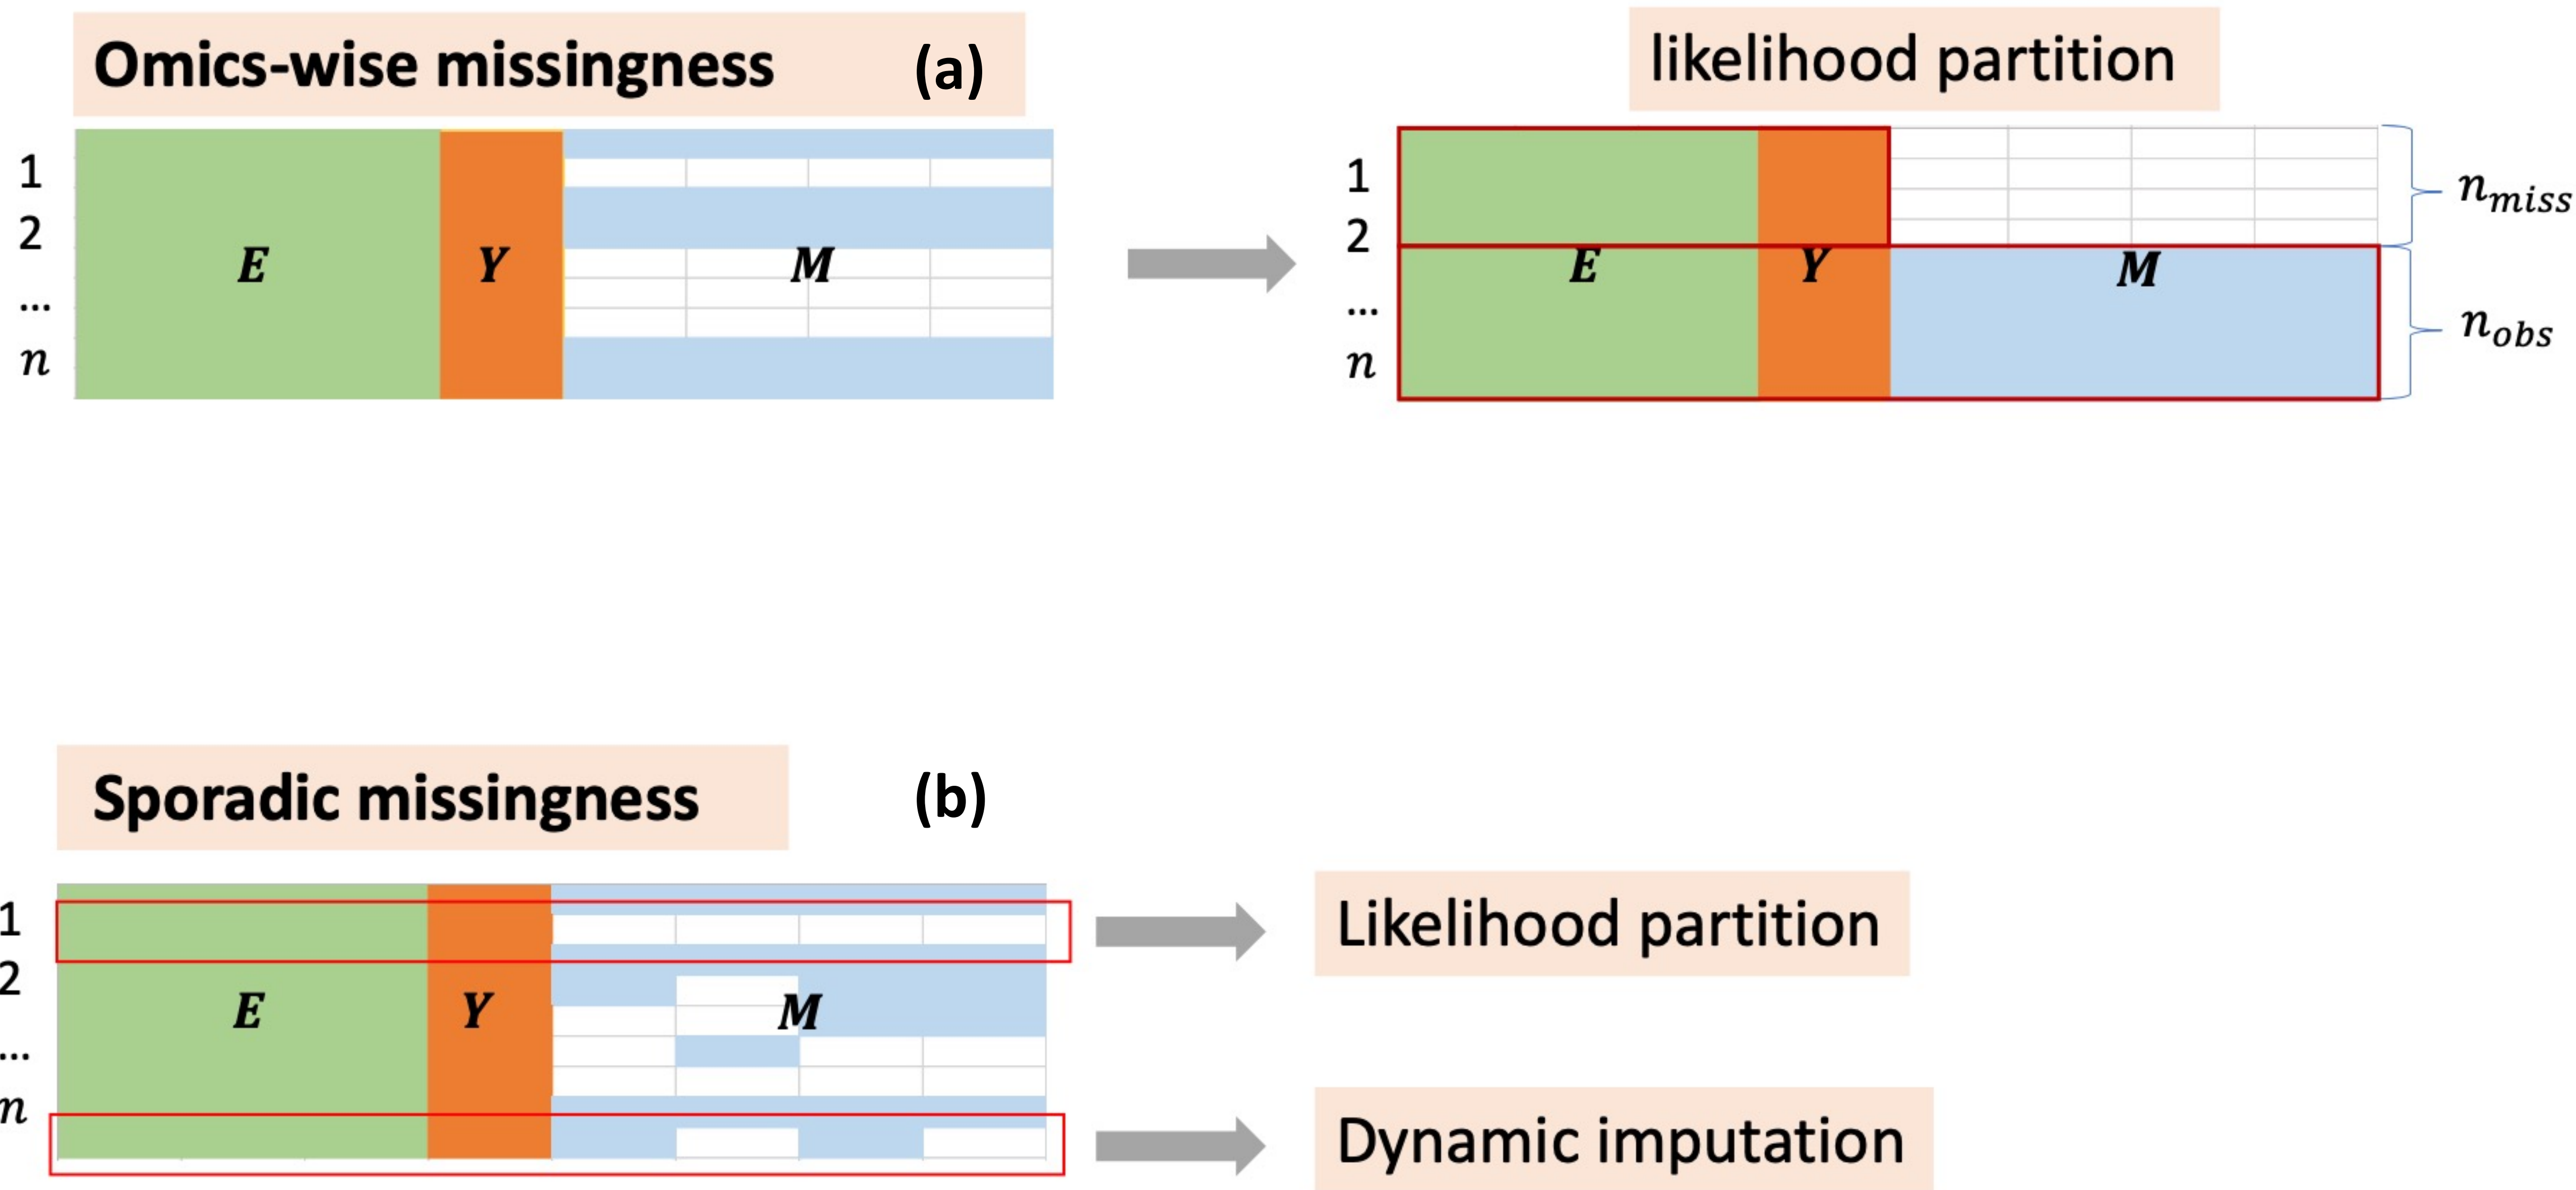 Omics-wise missingness (a)
likelihood partition
1
2
...
n
E Y M
1
2
...
n
E Y M
n_miss
n_obs
Sporadic missingness (b)
1
2
...
n
E Y M
Likelihood partition
Dynamic imputation